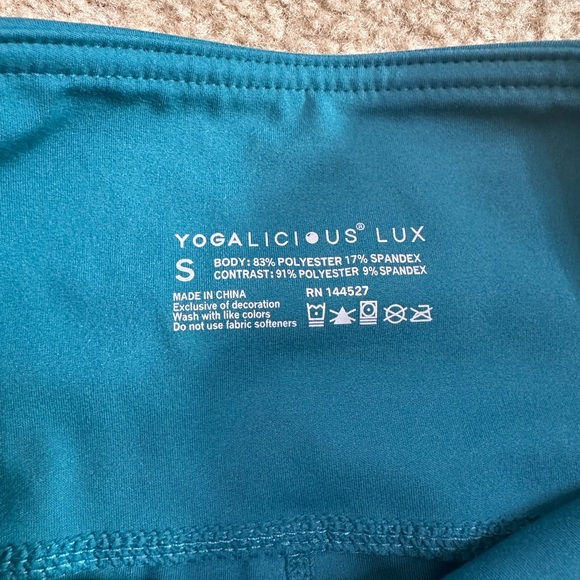 YOGALICIOUS® LUX
S
BODY: 83% POLYESTER 17% SPANDEX
CONTRAST: 91% POLYESTER 9% SPANDEX
MADE IN CHINA
RN 144527
Exclusive of decoration
Wash with like colors
Do not use fabric softeners